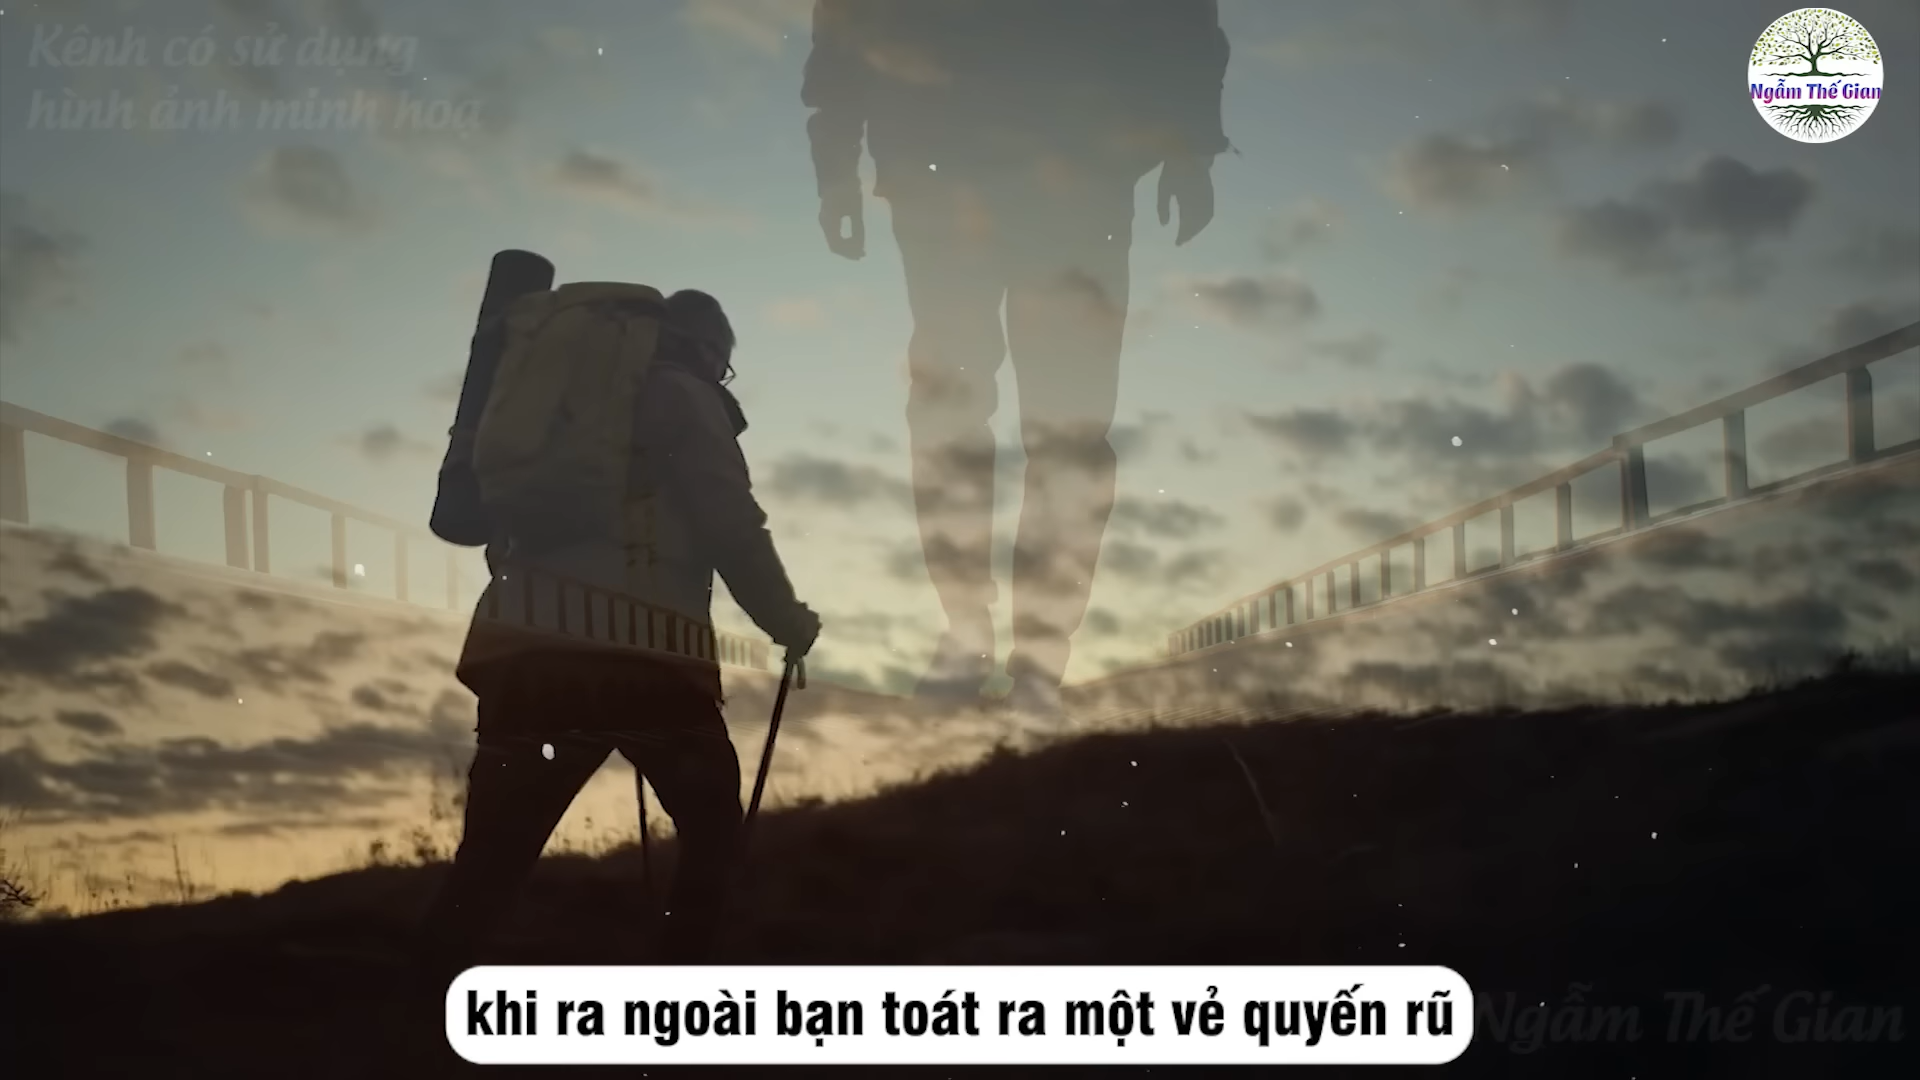 Kênh có sử dụng
hình ảnh minh hoạ
Ngẫm Thế Gian
khi ra ngoài bạn toát ra một vẻ quyến rũ
Ngẫm Thế Gian